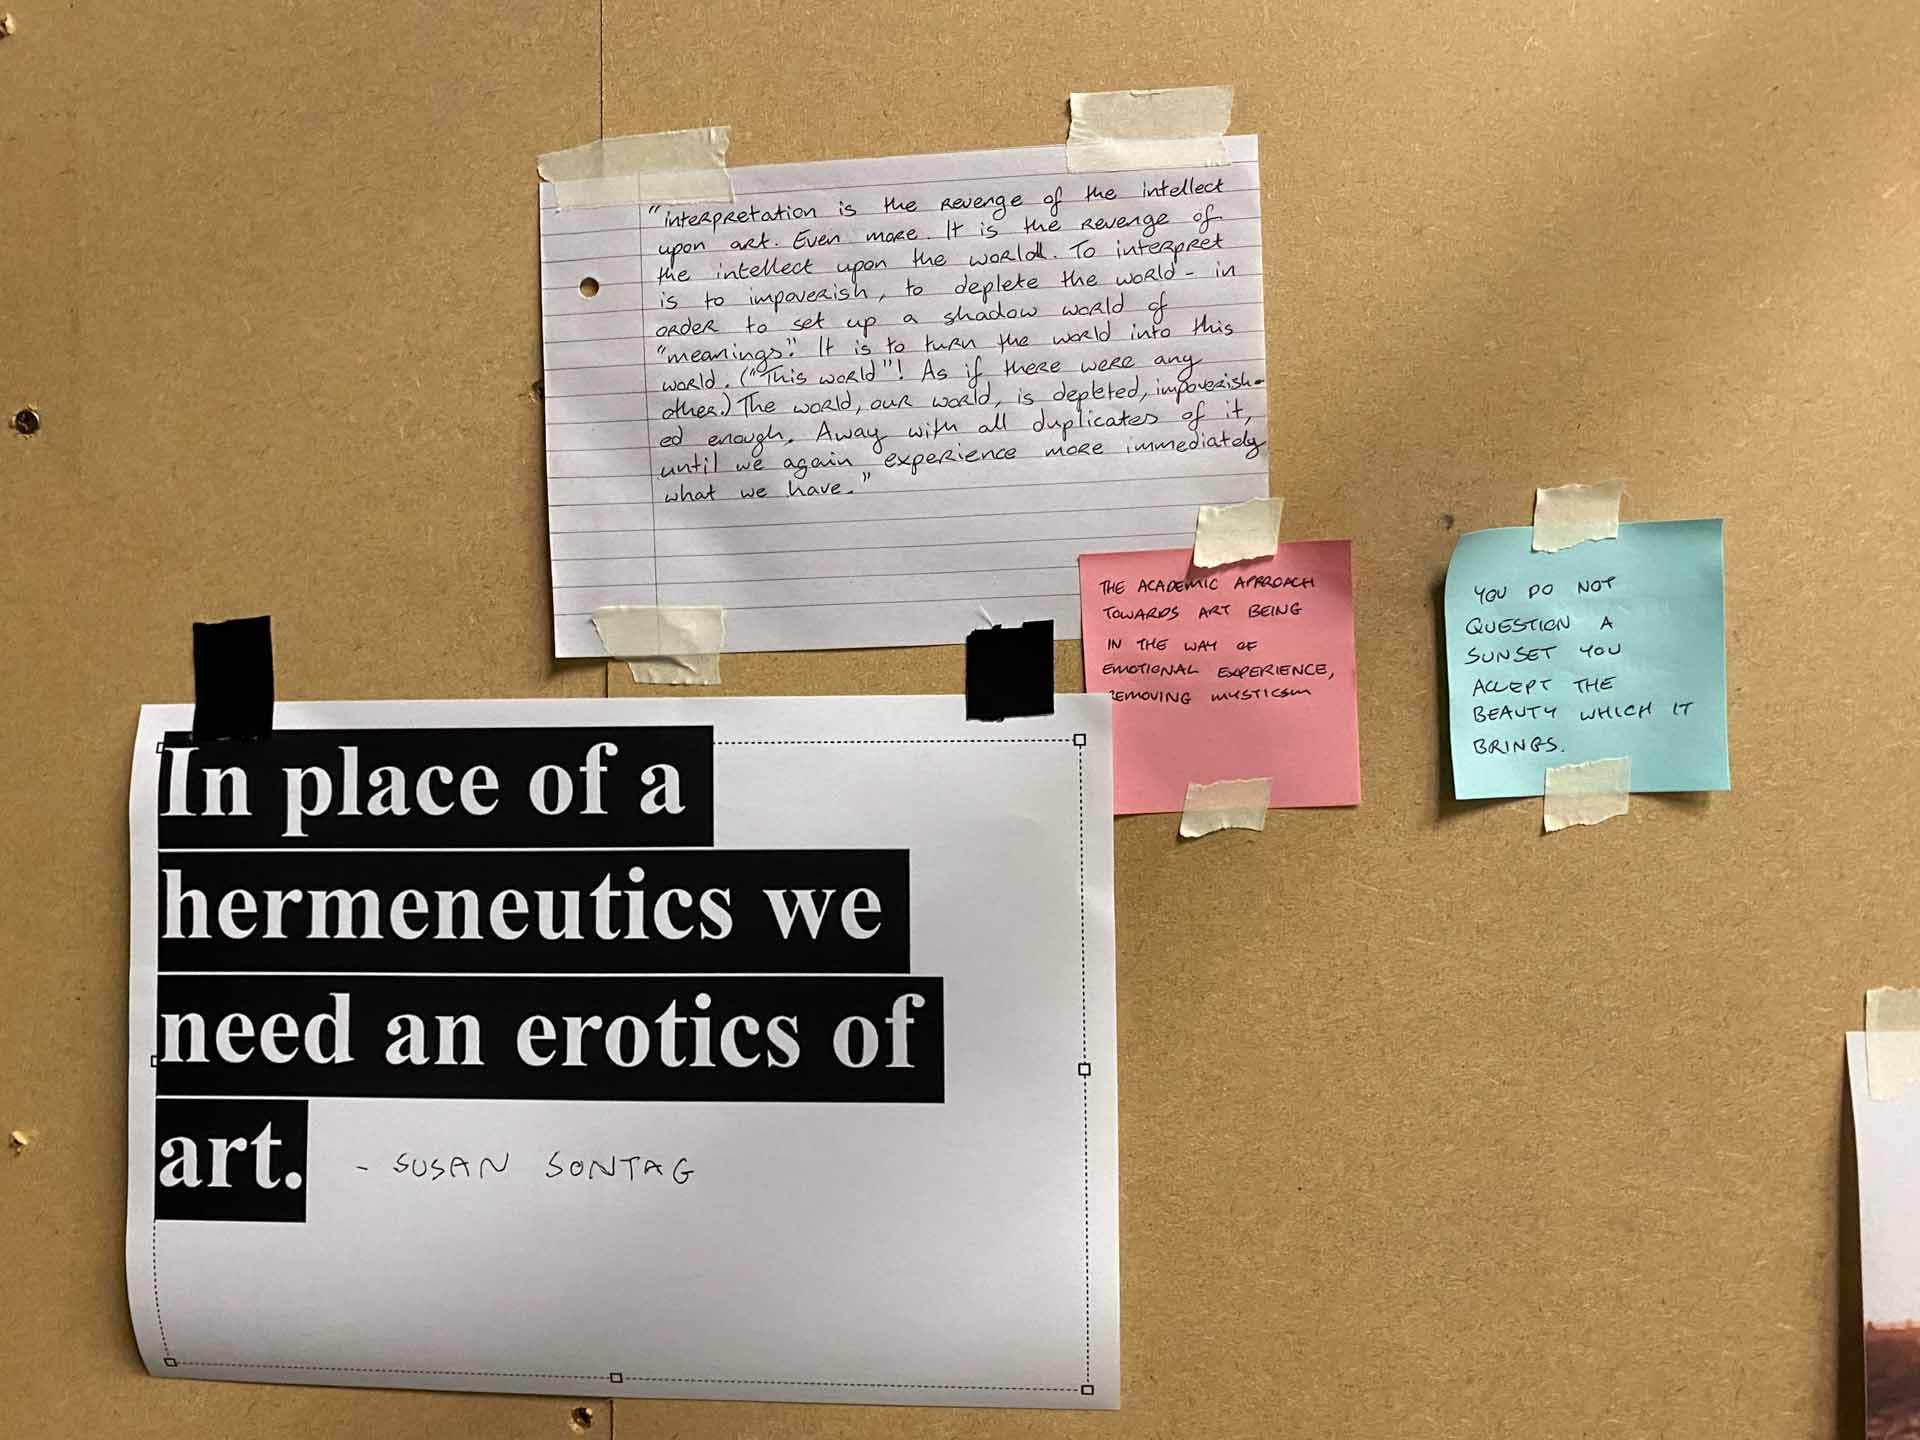 "interpretation is the revenge of the intellect
upon art. Even more. It is the revenge of
the intellect upon the world. To interpret
is to impoverish, to deplete the world - in
order to set up a shadow world of
"meanings." It is to turn the world into this
world. ("This world"! As if there were any
other.) The world, our world, is depleted, impoverish-
ed enough. Away with all duplicates of it,
until we again experience more immediately
what we have."
THE ACADEMIC APPROACH
TOWARDS ART BEING
IN THE WAY OF
EMOTIONAL EXPERIENCE,
REMOVING MYSTICSM
YOU DO NOT
QUESTION A
SUNSET YOU
ACCEPT THE
BEAUTY WHICH IT
BRINGS.
In place of a
hermeneutics we
need an erotics of
art. - SUSAN SONTAG